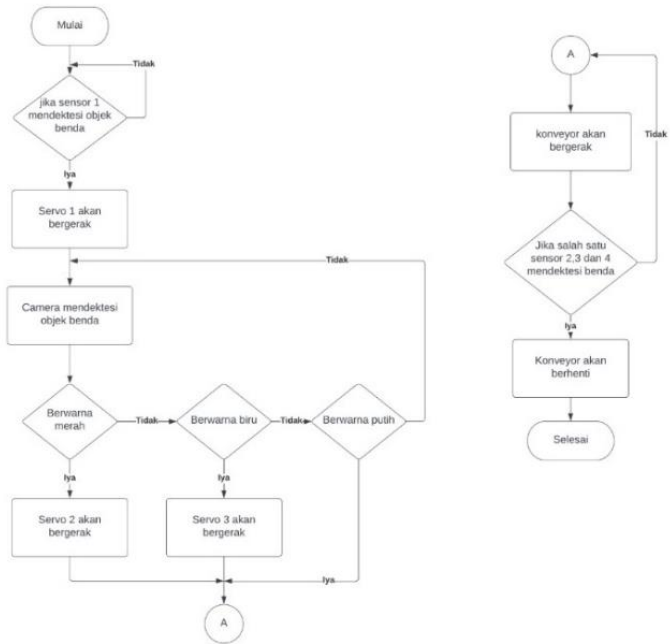 Mulai
Tidak
jika sensor 1
mendektesi objek
benda
Iya
Servo 1 akan
bergerak
Tidak
Camera mendektesi
objek benda
Berwarna
merah
Tidak
Berwarna biru
Tidak
Berwarna putih
Iya
Iya
Servo 2 akan
bergerak
Servo 3 akan
bergerak
Iya
A
A
Tidak
konveyor akan
bergerak
Jika salah satu
sensor 2,3 dan 4
mendektesi benda
Iya
Konveyor akan
berhenti
Selesai